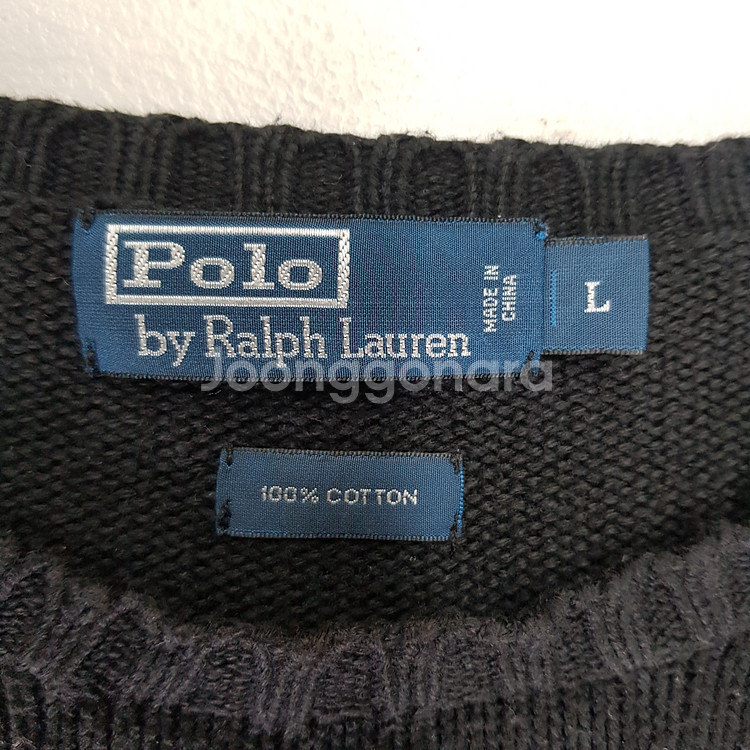 Polo
by Ralph Lauren
MADE IN
CHINA
L
Joonggonara
100% COTTON